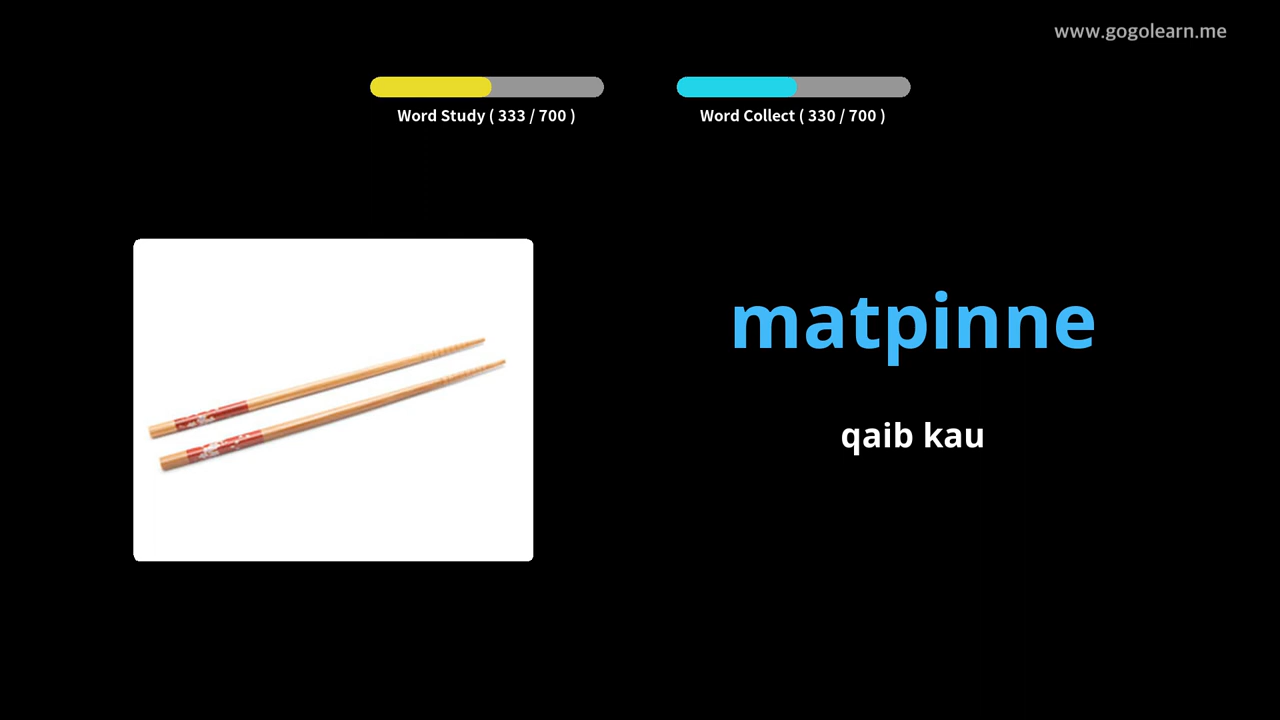 www.gogolearn.me
Word Study ( 333 / 700 )
Word Collect ( 330 / 700 )
matpinne
qaib kau